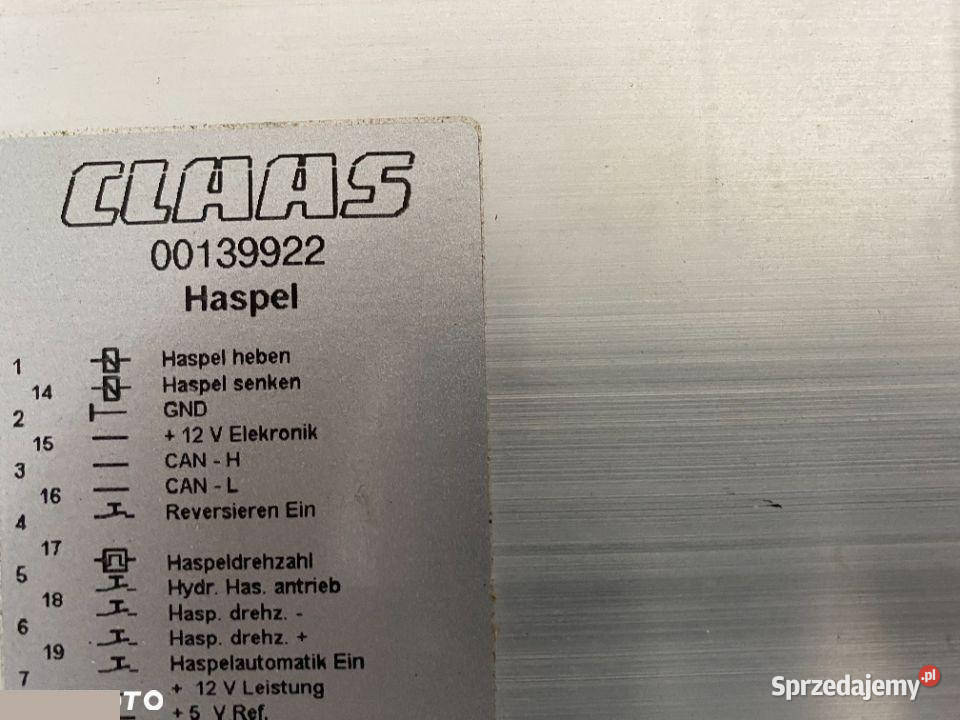 CLAAS
00139922
Haspel
1 Haspel heben
14 Haspel senken
2 GND
15 + 12 V Elekronik
3 CAN - H
16 CAN - L
4 Reversieren Ein
17 Haspeldrehzahl
5 Hydr. Has. antrieb
18 Hasp. drehz. -
6 Hasp. drehz. +
19 Haspelautomatik Ein
7 + 12 V Leistung
+ 5 V Ref.
Sprzedajemy.pl